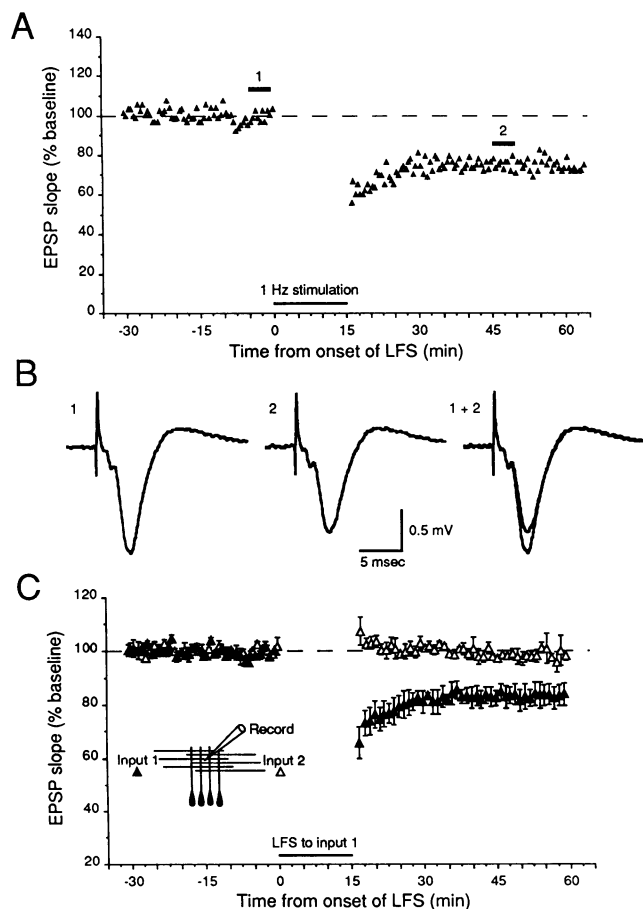 A
EPSP slope (% baseline)
140
120
100
80
60
40
20
0
1
2
1 Hz stimulation
-30 -15 0 15 30 45 60
Time from onset of LFS (min)
B
1 2 1 + 2
0.5 mV
5 msec
C
EPSP slope (% baseline)
120
100
80
60
40
20
Record
Input 1 Input 2
LFS to input 1
-30 -15 0 15 30 45 60
Time from onset of LFS (min)